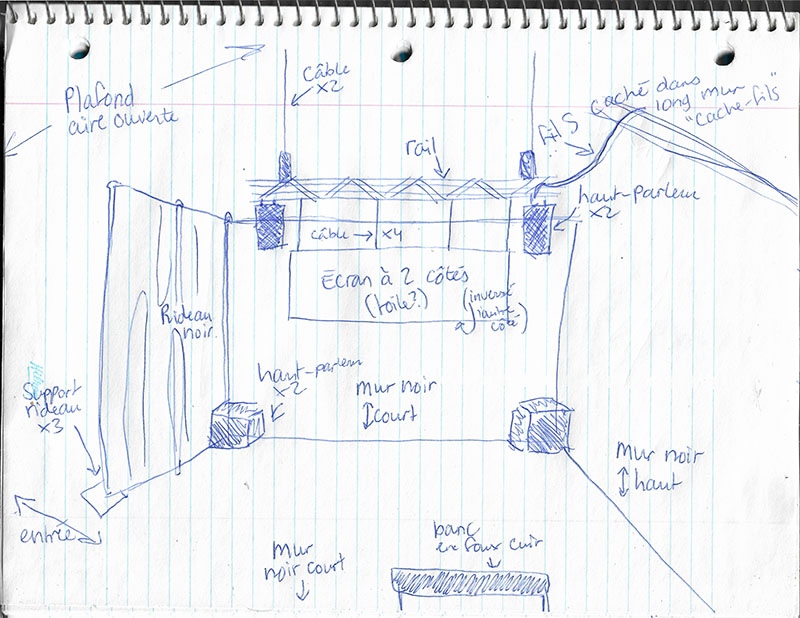 Plafond
aire ouverte
Câble
x2
rail
fils
caché dans
long mur
"cache-fils"
haut-parleur
x2
câble → x4
Écran à 2 côtés
(toile?)
(inversé
à l'autre
côté)
Rideau
noir
haut-parleur
x2
mur noir
court
Support
rideau
x3
mur noir
haut
entrée
mur
noir court
banc
en faux cuir